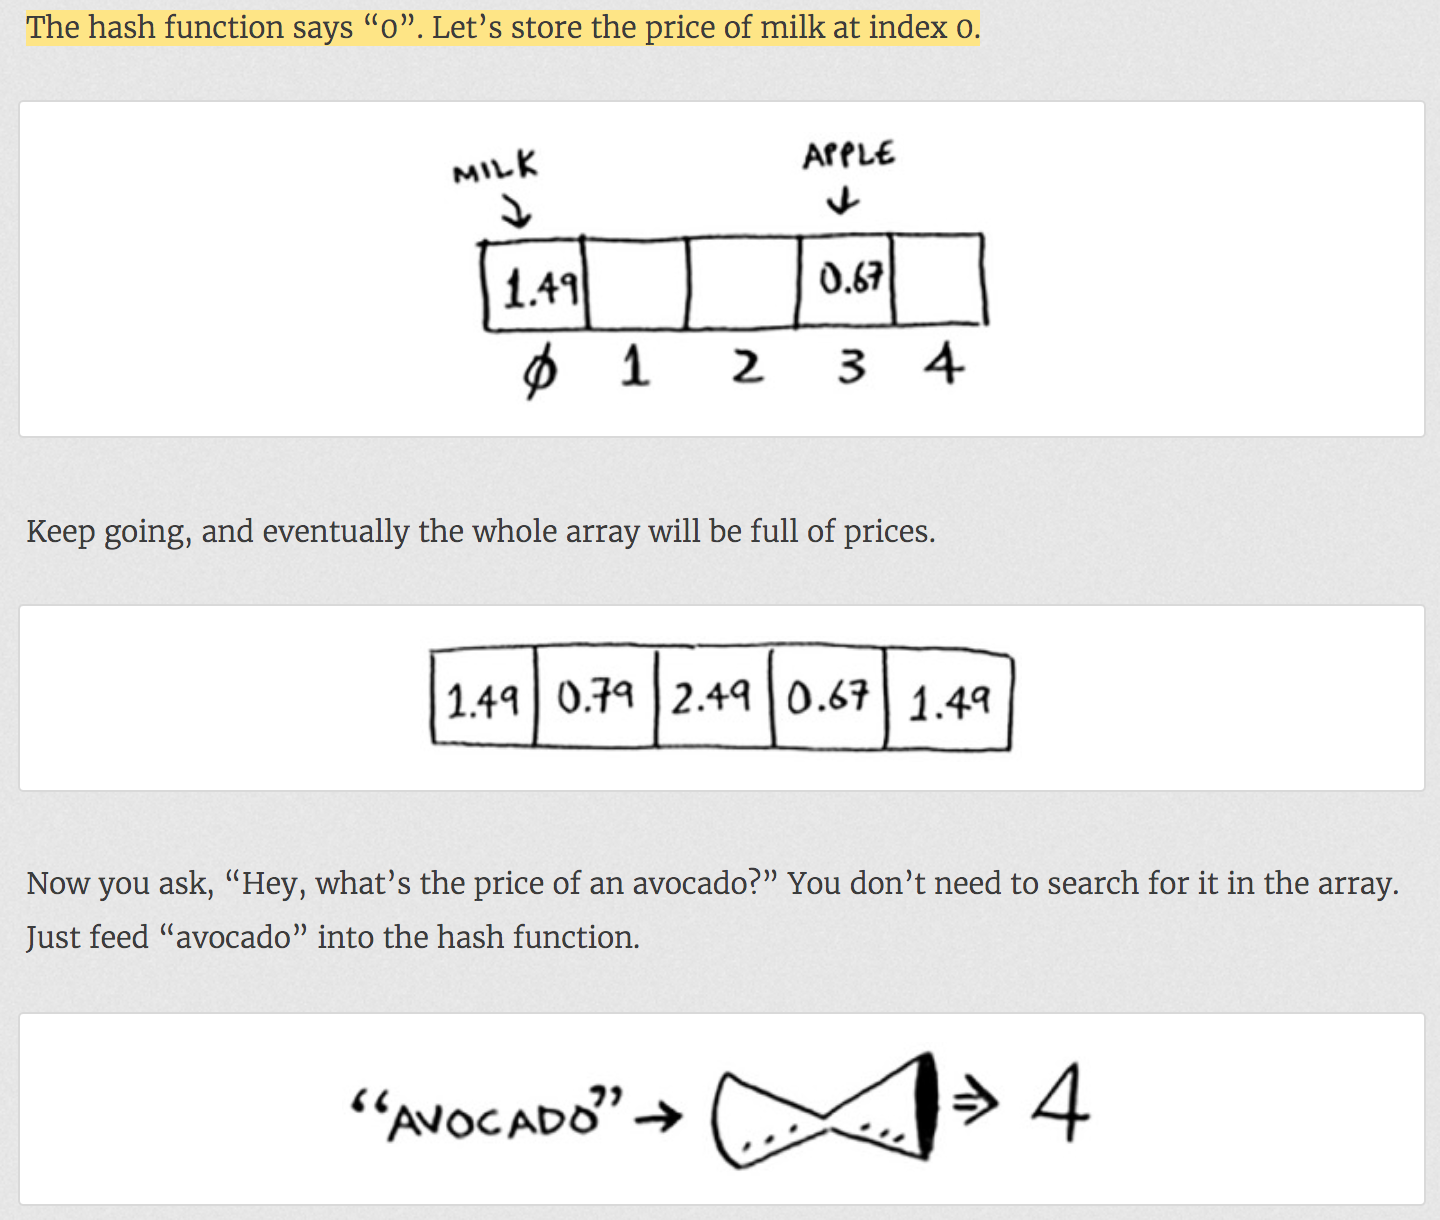 The hash function says “0”. Let’s store the price of milk at index 0.
MILK APPLE
1.49 0.67
0 1 2 3 4
Keep going, and eventually the whole array will be full of prices.
1.49 0.79 2.49 0.67 1.49
Now you ask, “Hey, what’s the price of an avocado?” You don’t need to search for it in the array.
Just feed “avocado” into the hash function.
“AVOCADO” → ⇒ 4